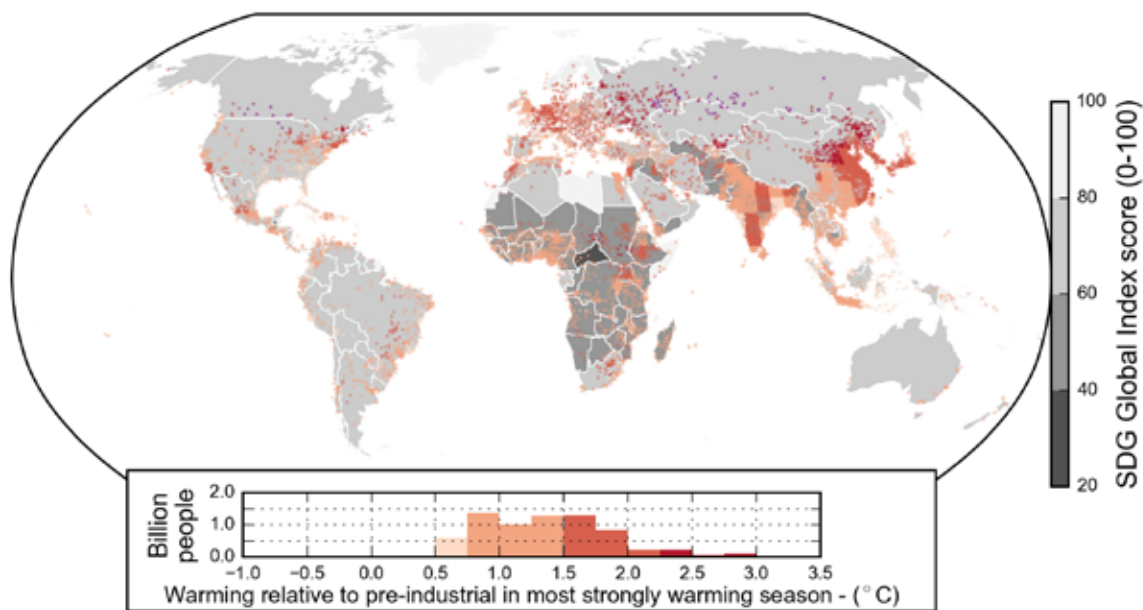 100
80
60
40
20
SDG Global Index score (0-100)
Billion
people
2.0
1.0
0.0
−1.0 −0.5 0.0 0.5 1.0 1.5 2.0 2.5 3.0 3.5
Warming relative to pre-industrial in most strongly warming season - (°C)